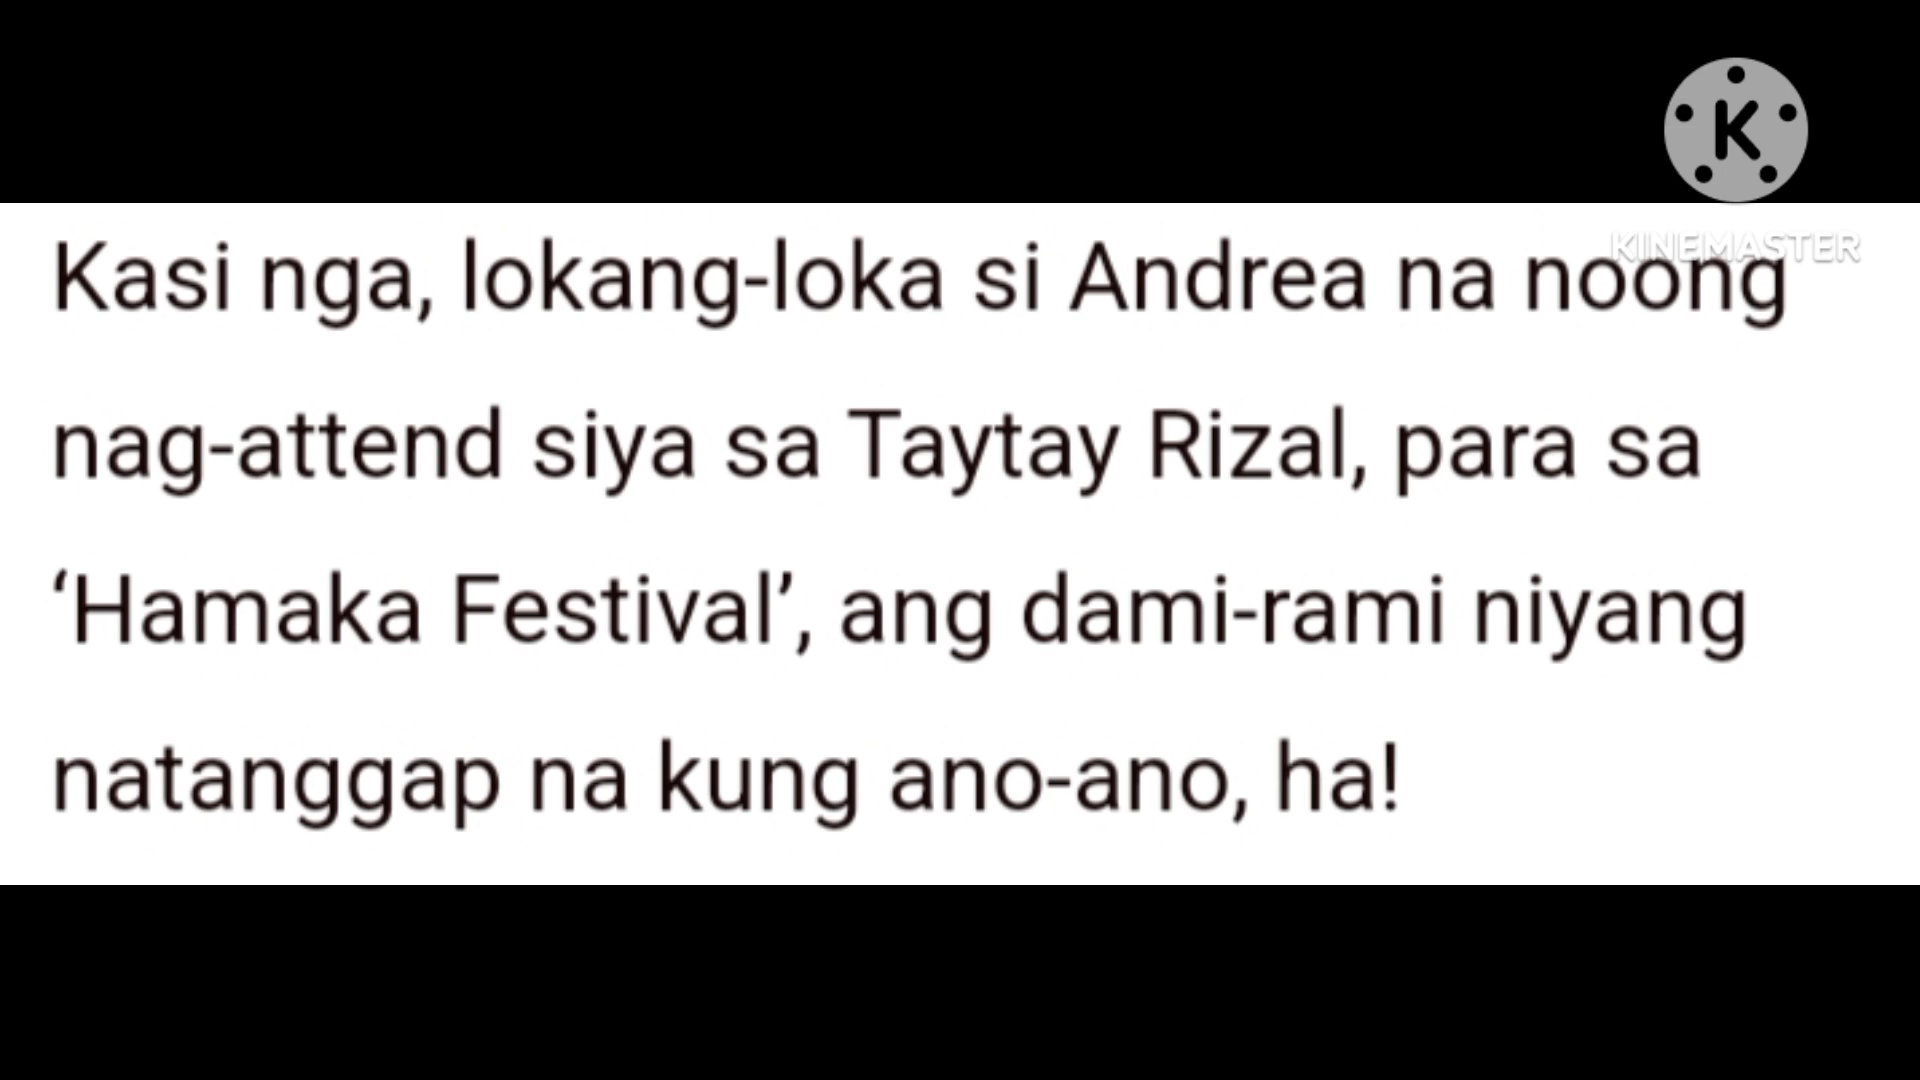 K
KINEMASTER
Kasi nga, lokang-loka si Andrea na noong
nag-attend siya sa Taytay Rizal, para sa
‘Hamaka Festival’, ang dami-rami niyang
natanggap na kung ano-ano, ha!